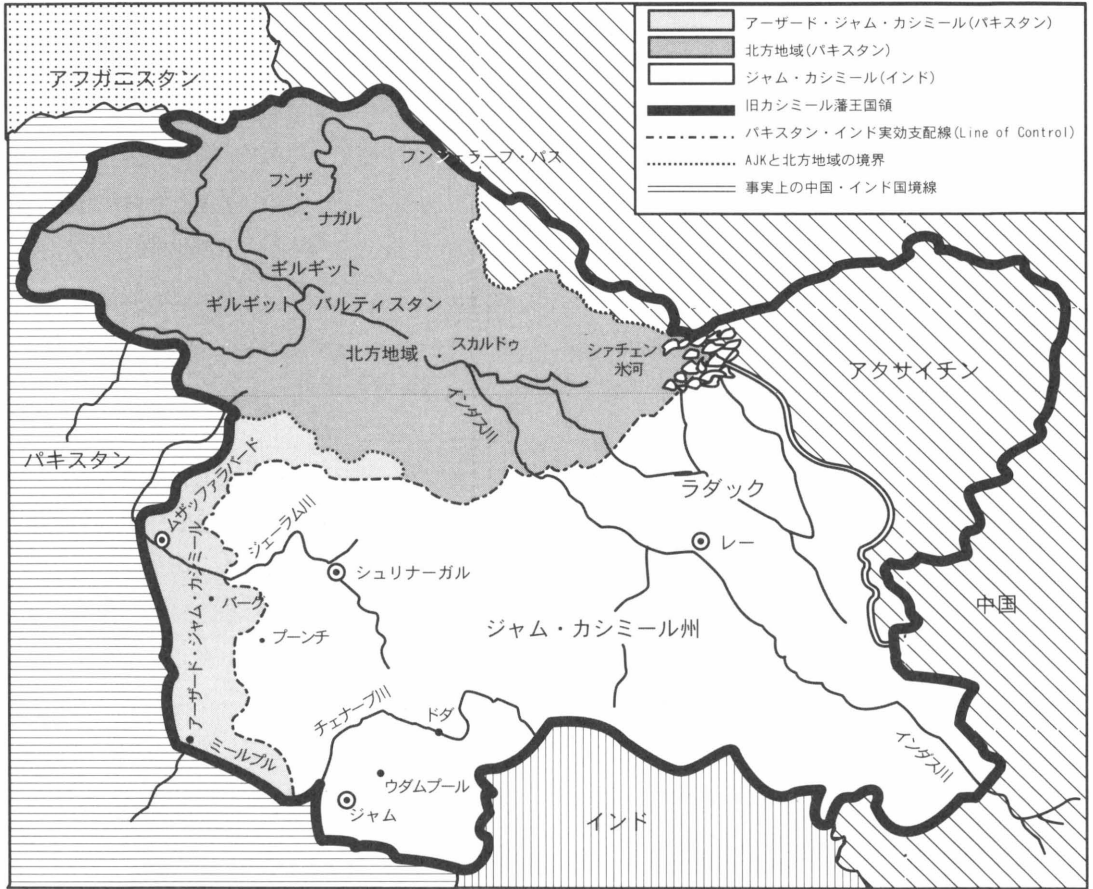 アーザード・ジャム・カシミール(パキスタン)
北方地域(パキスタン)
ジャム・カシミール(インド)
旧カシミール藩王国領
パキスタン・インド実効支配線(Line of Control)
AJKと北方地域の境界
事実上の中国・インド国境線
アフガニスタン
フンジェラーブ・パス
フンザ
ナガル
ギルギット
ギルギット バルティスタン
北方地域
スカルドゥ
シァチェン
氷河
アクサイチン
インダス川
パキスタン
ムザッファラバード
ラダック
ジェーラム川
レー
シュリナーガル
アーザード・ジャム・カシミール
バーグ
プーンチ
中国
ジャム・カシミール州
チェナーブ川
ドダ
ミールプル
インダス川
ウダムプール
ジャム
インド